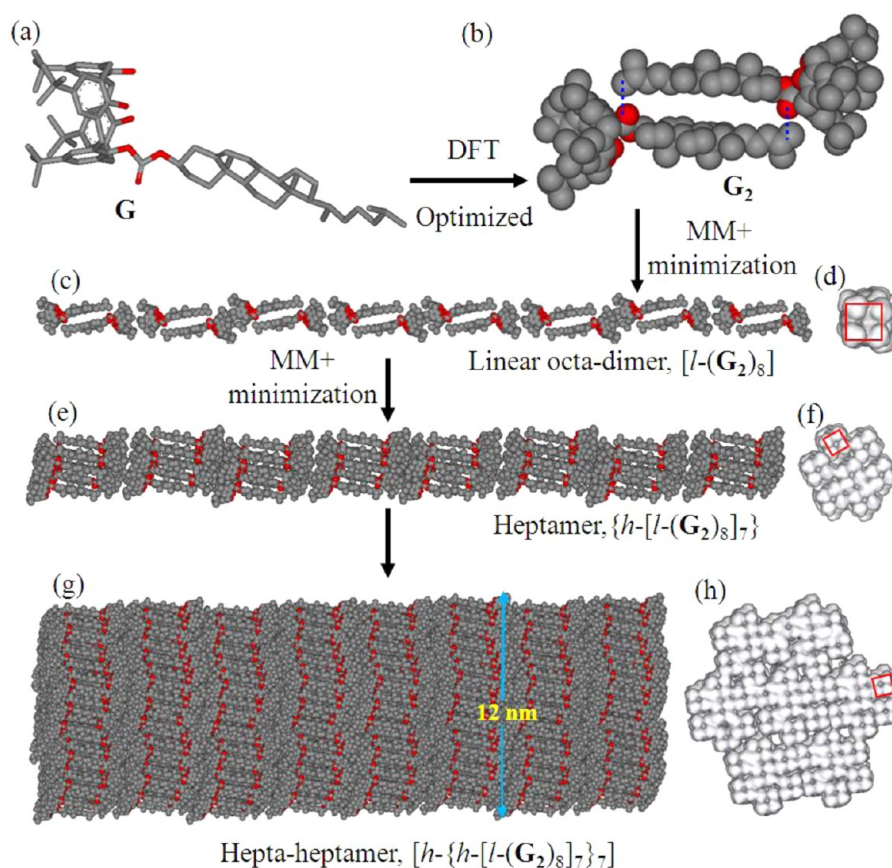 (a)
(b)
G
DFT
Optimized
G₂
MM+
minimization
(c)
(d)
Linear octa-dimer, [l-(G₂)₈]
MM+
minimization
(e)
(f)
Heptamer,{h-[l-(G₂)₈]₇}
(g)
(h)
12 nm
Hepta-heptamer, [h-{h-[l-(G₂)₈]₇}₇]